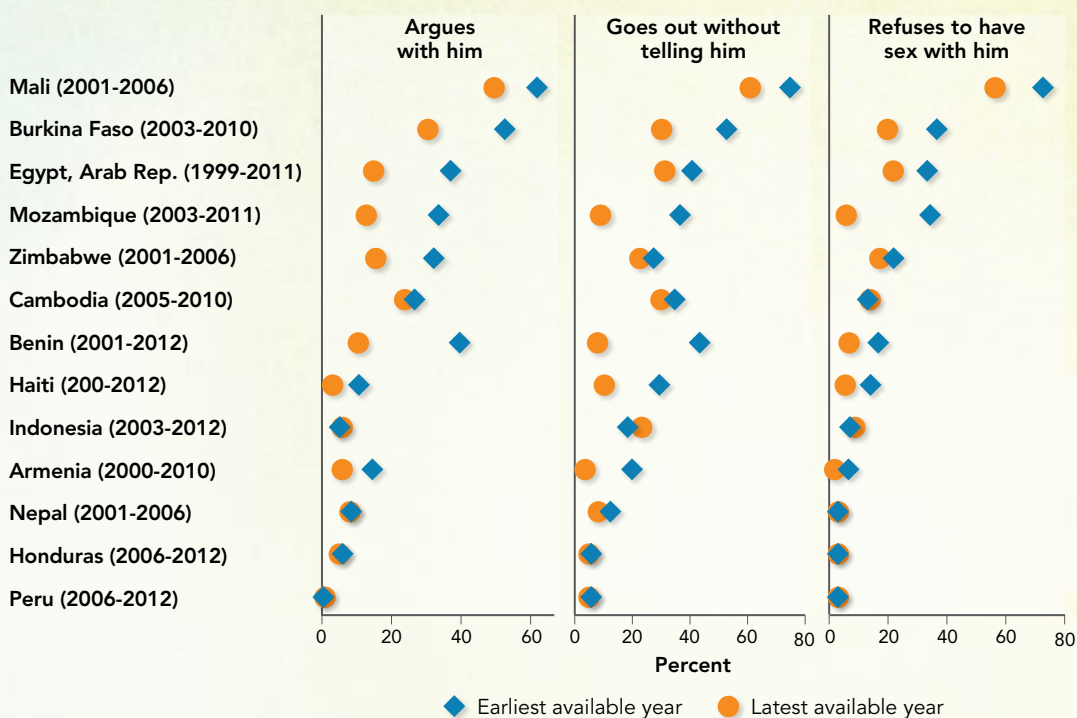 Argues
with him
Goes out without
telling him
Refuses to have
sex with him
Mali (2001-2006)
Burkina Faso (2003-2010)
Egypt, Arab Rep. (1999-2011)
Mozambique (2003-2011)
Zimbabwe (2001-2006)
Cambodia (2005-2010)
Benin (2001-2012)
Haiti (200-2012)
Indonesia (2003-2012)
Armenia (2000-2010)
Nepal (2001-2006)
Honduras (2006-2012)
Peru (2006-2012)
0 20 40 60
0 20 40 60 80
0 20 40 60 80
Percent
Earliest available year Latest available year